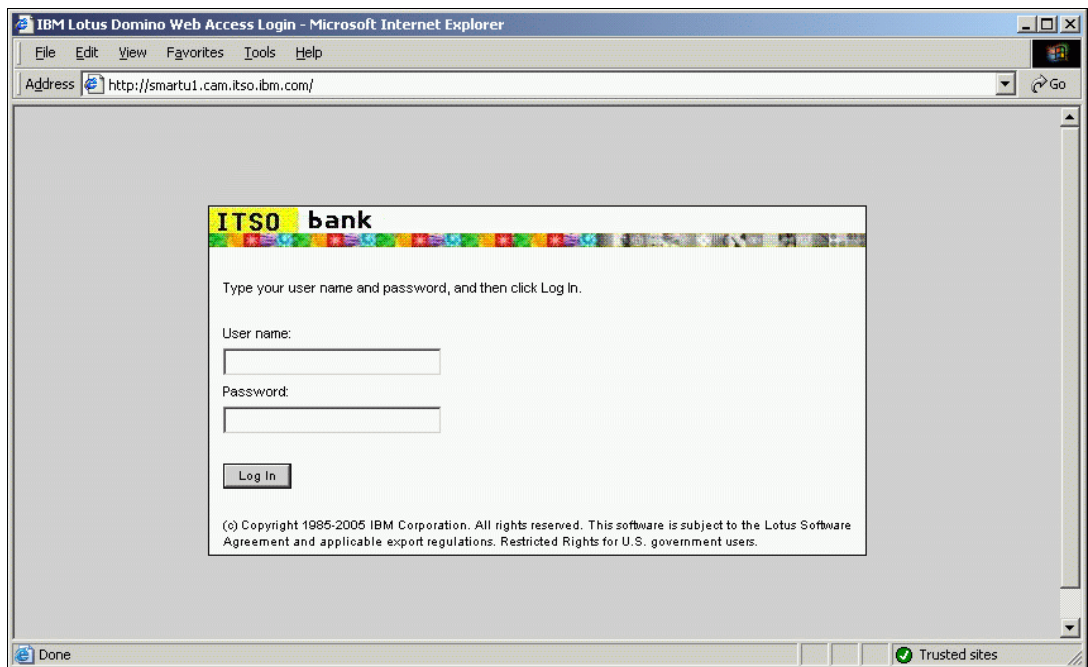 IBM Lotus Domino Web Access Login - Microsoft Internet Explorer
File Edit View Favorites Tools Help
Address http://smartu1.cam.itso.ibm.com/ Go
ITSO bank
Type your user name and password, and then click Log In.
User name:
Password:
Log In
(c) Copyright 1985-2005 IBM Corporation. All rights reserved. This software is subject to the Lotus Software
Agreement and applicable export regulations. Restricted Rights for U.S. government users.
Done Trusted sites